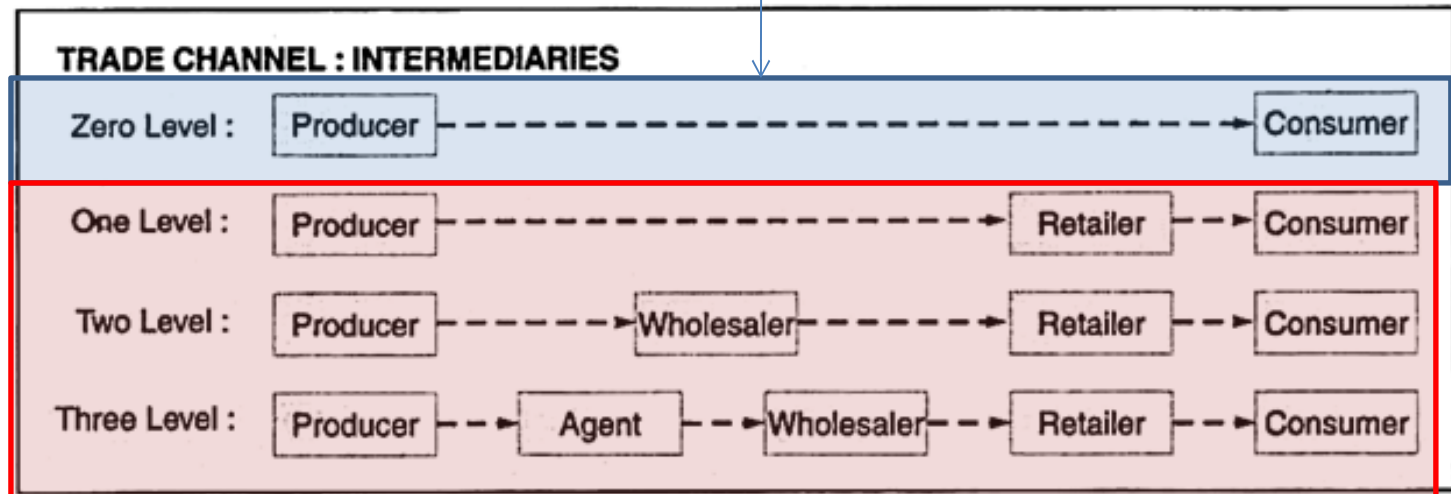 TRADE CHANNEL : INTERMEDIARIES
Zero Level : Producer Consumer
One Level : Producer Retailer Consumer
Two Level : Producer Wholesaler Retailer Consumer
Three Level : Producer Agent Wholesaler Retailer Consumer